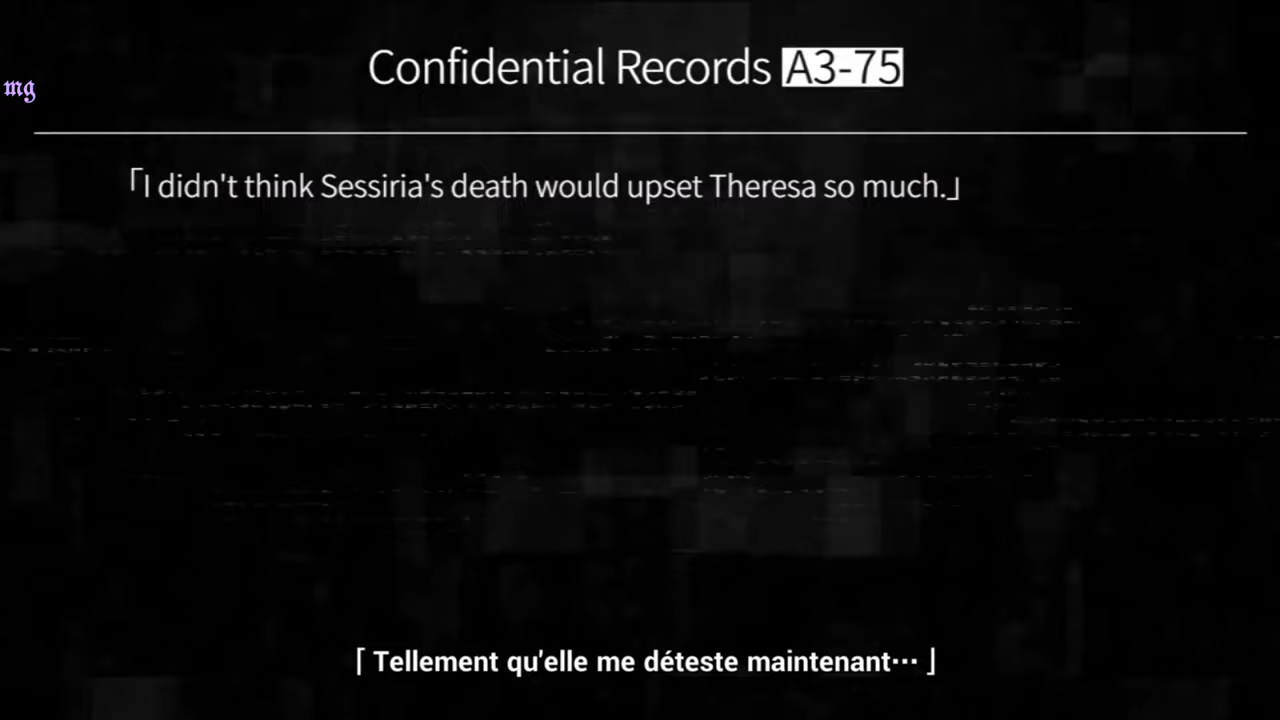 Confidential Records A3-75
mg
「I didn't think Sessiria's death would upset Theresa so much.」
「 Tellement qu'elle me déteste maintenant··· 」